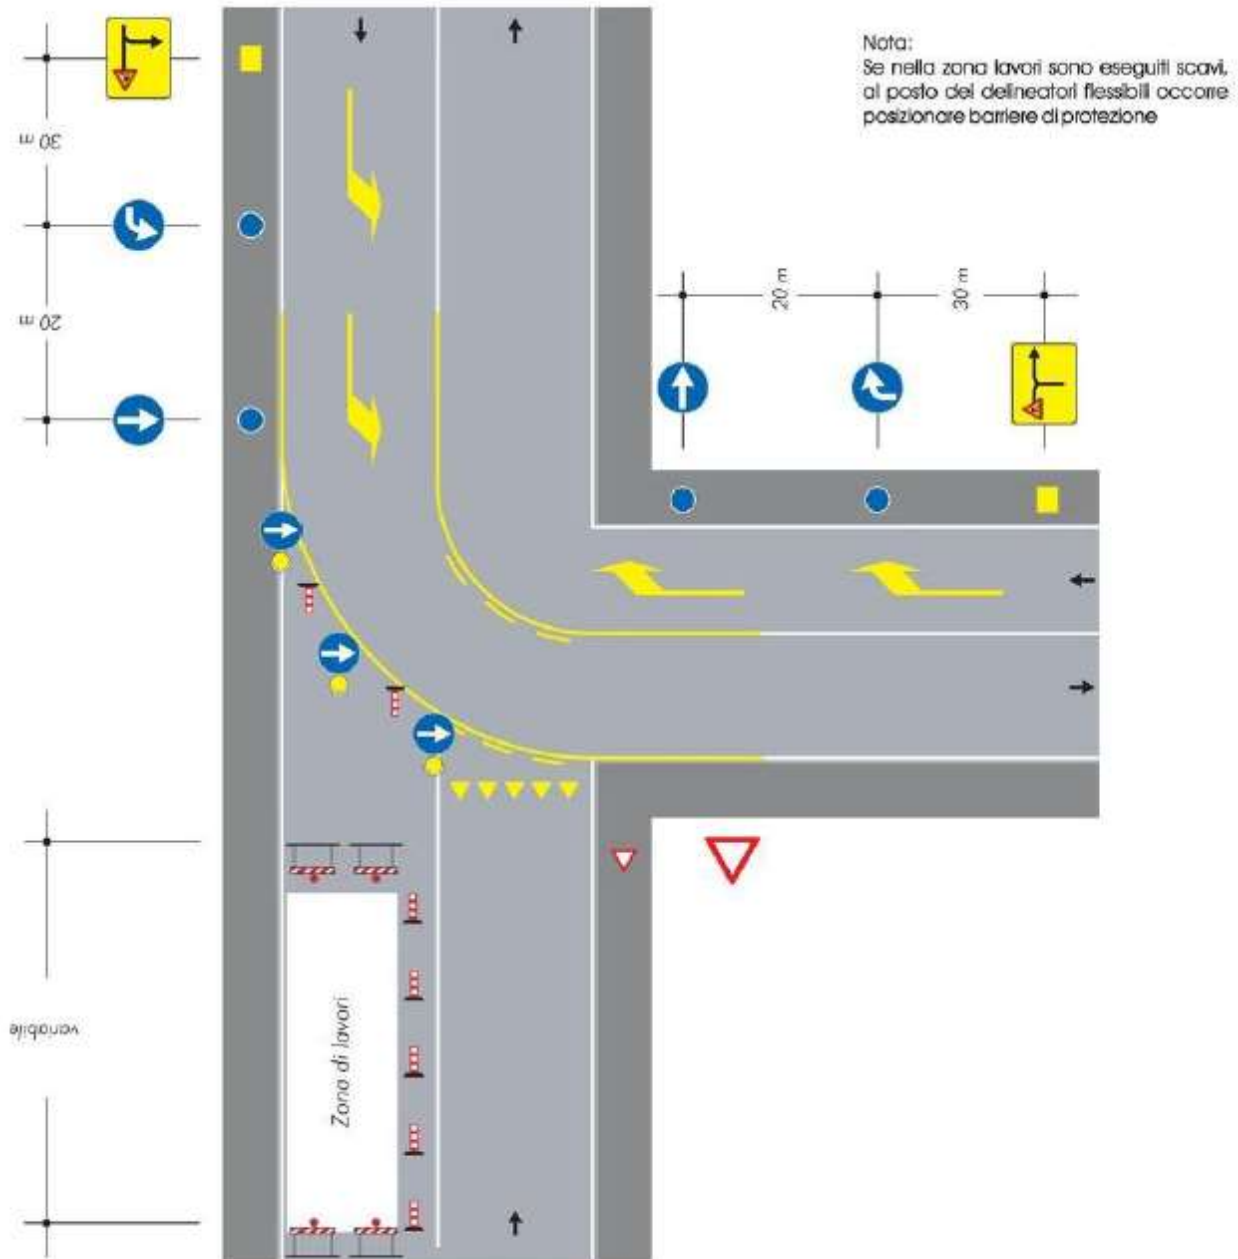 Nota:
Se nella zona lavori sono eseguiti scavi,
al posto dei delineatori flessibili occorre
posizionare barriere di protezione
30 m
20 m
20 m
30 m
variabile
Zona di lavori